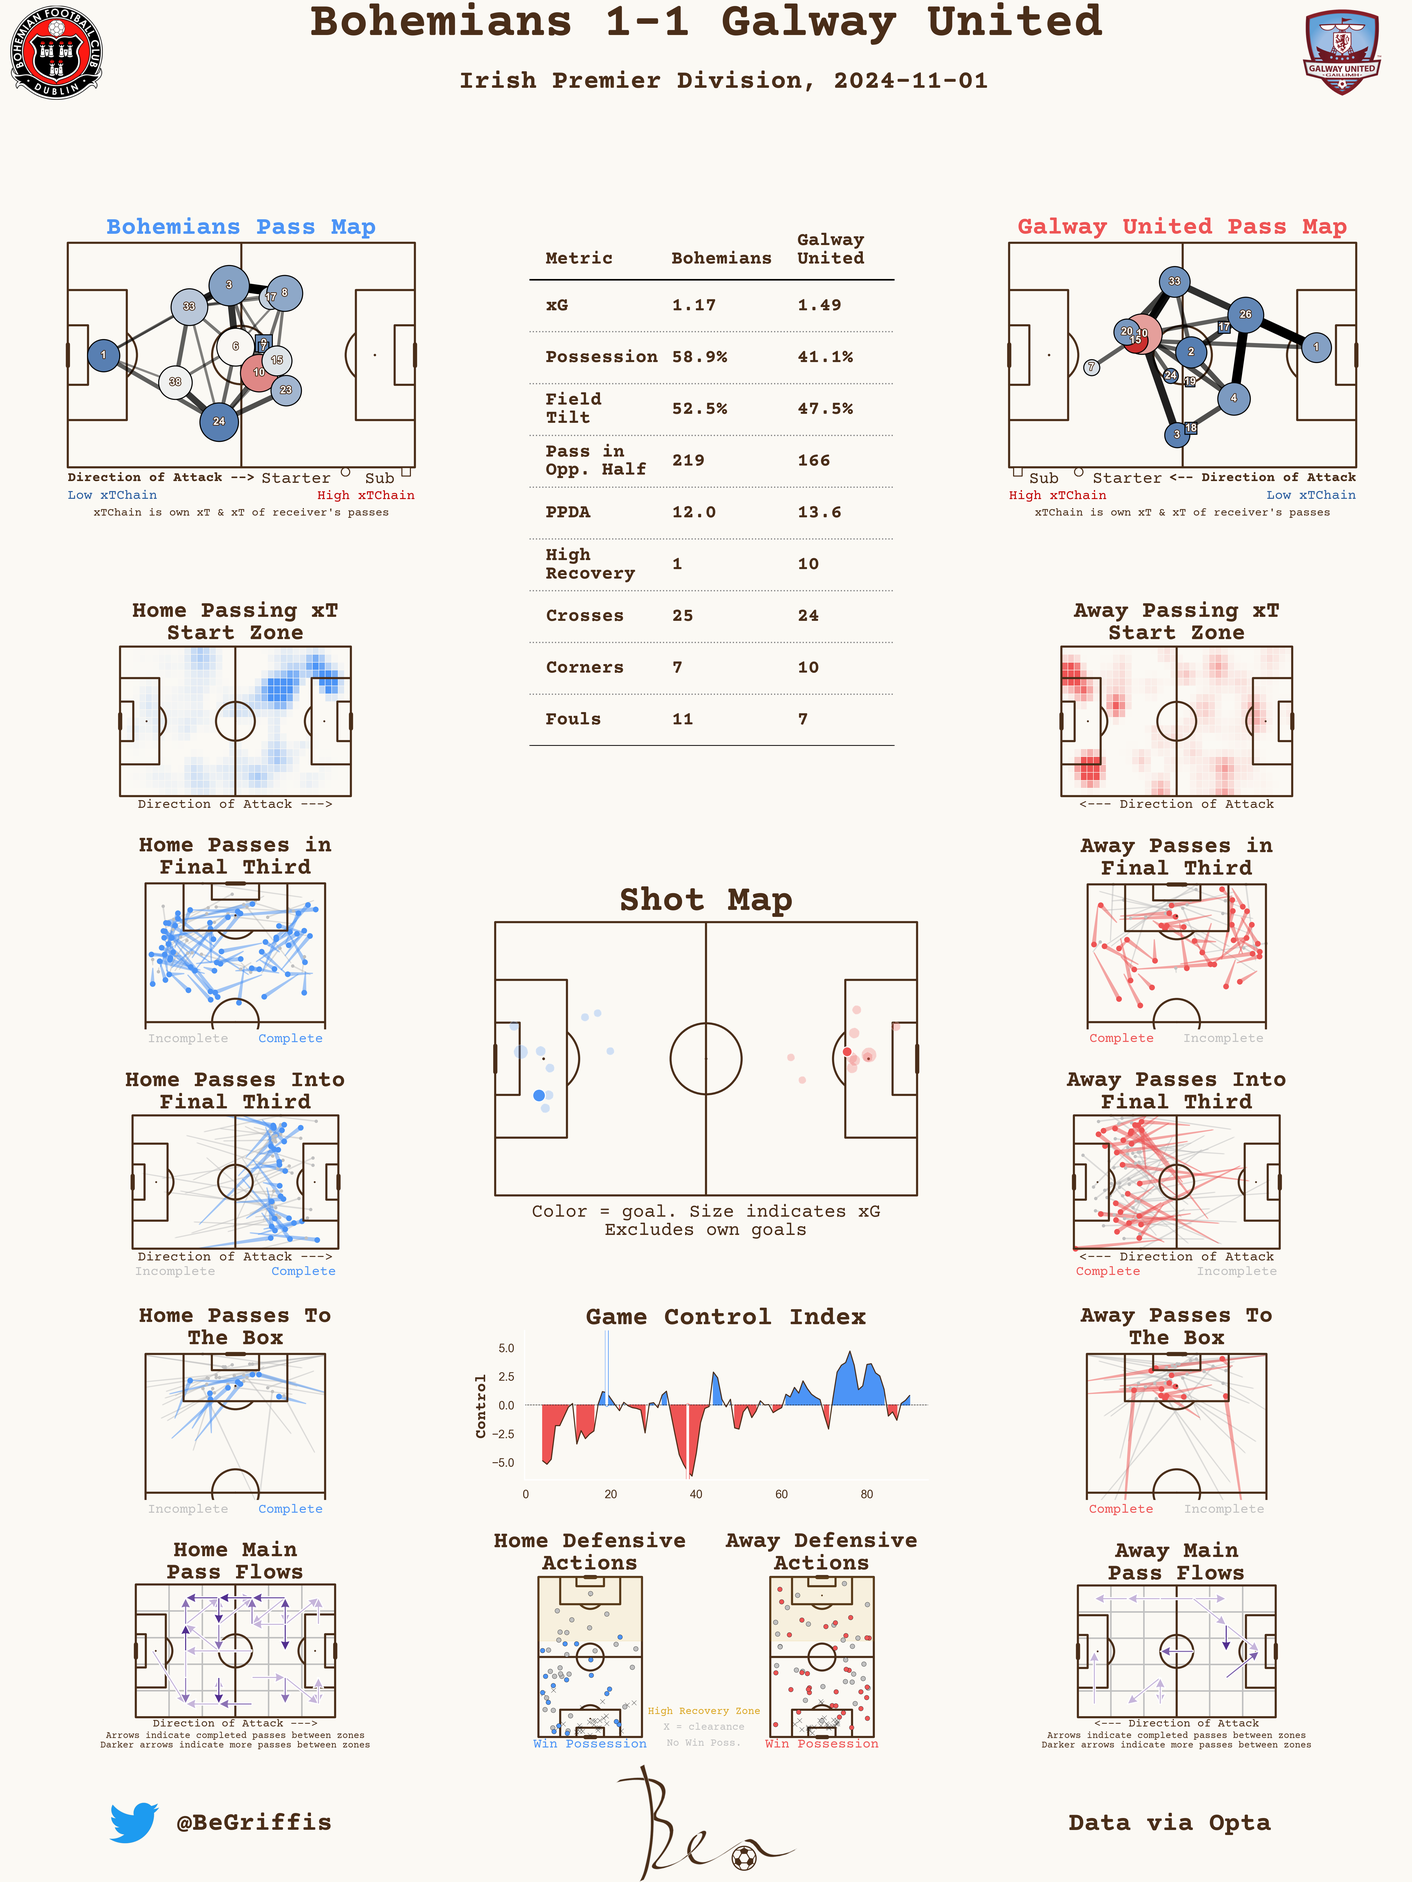 Bohemians 1-1 Galway United
Irish Premier Division, 2024-11-01
BOHEMIAN FOOTBALL CLUB
DUBLIN
GALWAY UNITED
GAILLIMH
Bohemians Pass Map
3
17
8
33
6
7
1
15
10
38
23
24
Direction of Attack --> Starter Sub
Low xTChain High xTChain
xTChain is own xT & xT of receiver's passes
Metric Bohemians Galway United
xG 1.17 1.49
Possession 58.9% 41.1%
Field Tilt 52.5% 47.5%
Pass in Opp. Half 219 166
PPDA 12.0 13.6
High Recovery 1 10
Crosses 25 24
Corners 7 10
Fouls 11 7
Galway United Pass Map
33
26
17
20
10
15
2
1
7
24
19
4
18
3
Sub Starter <-- Direction of Attack
High xTChain Low xTChain
xTChain is own xT & xT of receiver's passes
Home Passing xT
Start Zone
Direction of Attack --->
Away Passing xT
Start Zone
<--- Direction of Attack
Home Passes in
Final Third
Incomplete Complete
Away Passes in
Final Third
Complete Incomplete
Shot Map
Color = goal. Size indicates xG
Excludes own goals
Home Passes Into
Final Third
Direction of Attack --->
Incomplete Complete
Away Passes Into
Final Third
<--- Direction of Attack
Complete Incomplete
Home Passes To
The Box
Incomplete Complete
Game Control Index
Control
5.0
2.5
0.0
−2.5
−5.0
0 20 40 60 80
Away Passes To
The Box
Complete Incomplete
Home Main
Pass Flows
Direction of Attack --->
Arrows indicate completed passes between zones
Darker arrows indicate more passes between zones
Home Defensive
Actions
Win Possession
High Recovery Zone
X = clearance
No Win Poss.
Away Defensive
Actions
Win Possession
Away Main
Pass Flows
<--- Direction of Attack
Arrows indicate completed passes between zones
Darker arrows indicate more passes between zones
@BeGriffis
Ben
Data via Opta